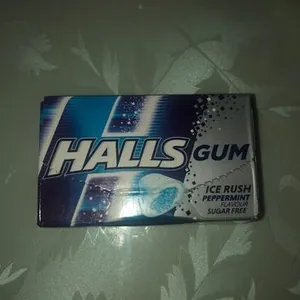 HALLS GUM
ICE RUSH
PEPPERMINT
FLAVOUR
SUGAR FREE